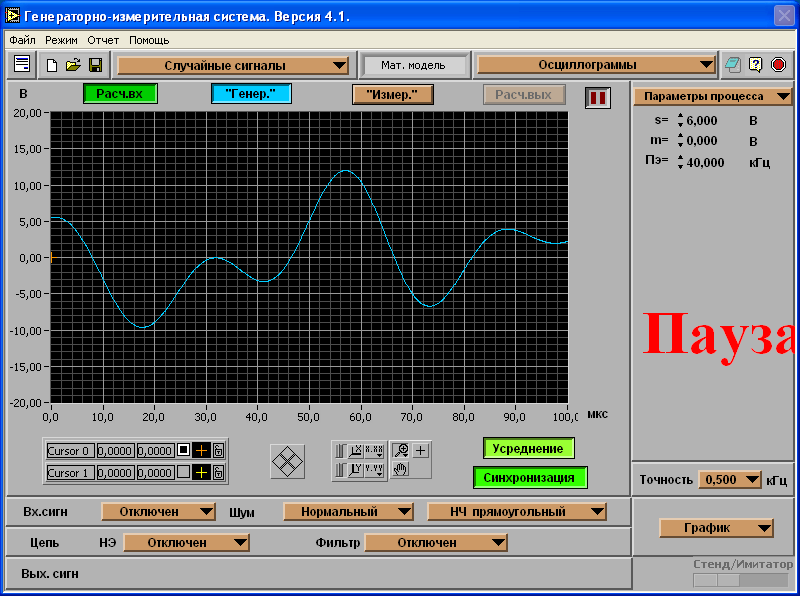 Генераторно-измерительная система. Версия 4.1.
Файл Режим Отчет Помощь
Случайные сигналы Мат. модель Осциллограммы
В Расч.вх "Генер." "Измер." Расч.вых Параметры процесса
20,00
15,00
10,00
5,00
0,00
-5,00
-10,00
-15,00
-20,00
0,0 10,0 20,0 30,0 40,0 50,0 60,0 70,0 80,0 90,0 100,0 мкс
s= 6,000 В
m= 0,000 В
Пэ= 40,000 кГц
Пауза
Cursor 0 0,0000 0,0000
Cursor 1 0,0000 0,0000
X X.XX
Y Y.YY
Усреднение
Синхронизация
Точность 0,500 кГц
Вх.сигн Отключен Шум Нормальный НЧ прямоугольный
График
Цепь НЭ Отключен Фильтр Отключен
Стенд/Имитатор
Вых. сигн